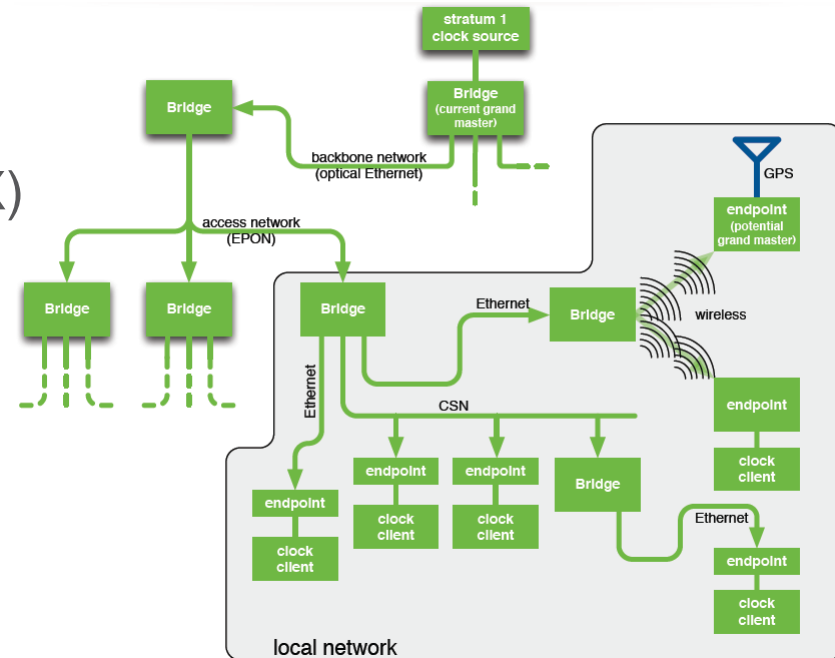 stratum 1
clock source
Bridge
Bridge
(current grand
master)
backbone network
(optical Ethernet)
GPS
X)
endpoint
(potential
grand master)
access network
(EPON)
Bridge
Bridge
Bridge
Ethernet
Bridge
wireless
Ethernet
CSN
endpoint
clock
client
endpoint
clock
client
endpoint
clock
client
endpoint
clock
client
Bridge
Ethernet
endpoint
clock
client
local network